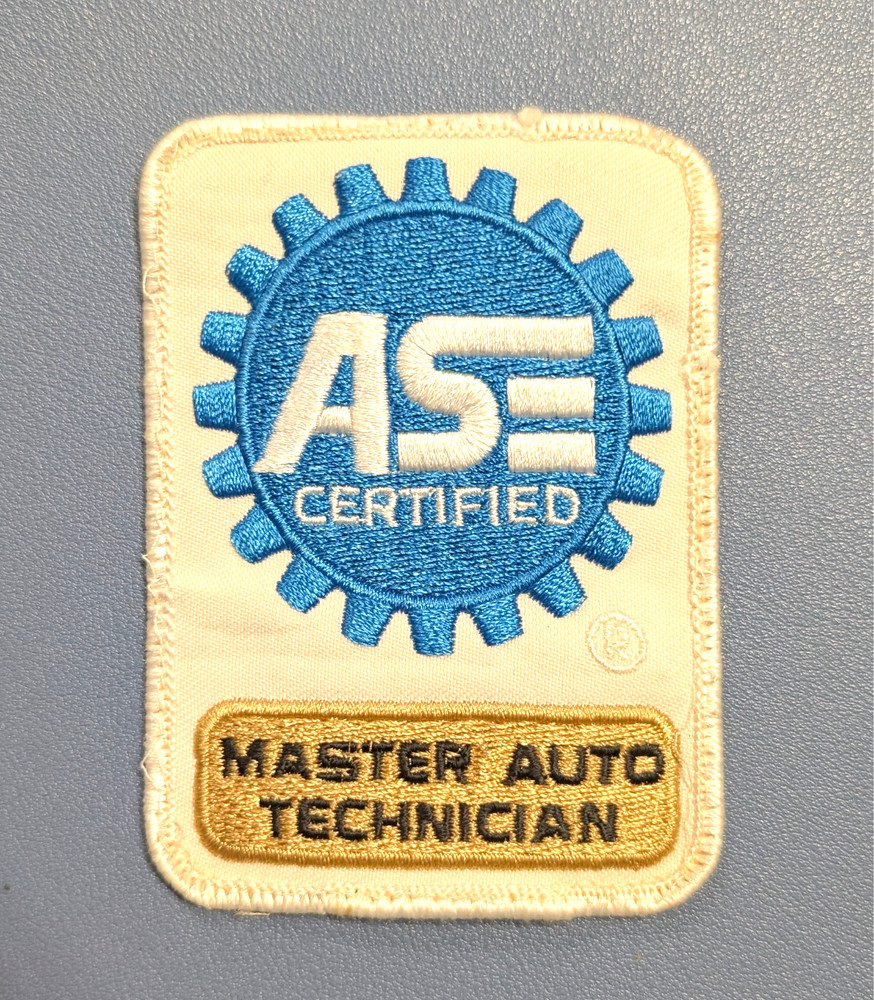 ASE
CERTIFIED
®
MASTER AUTO
TECHNICIAN